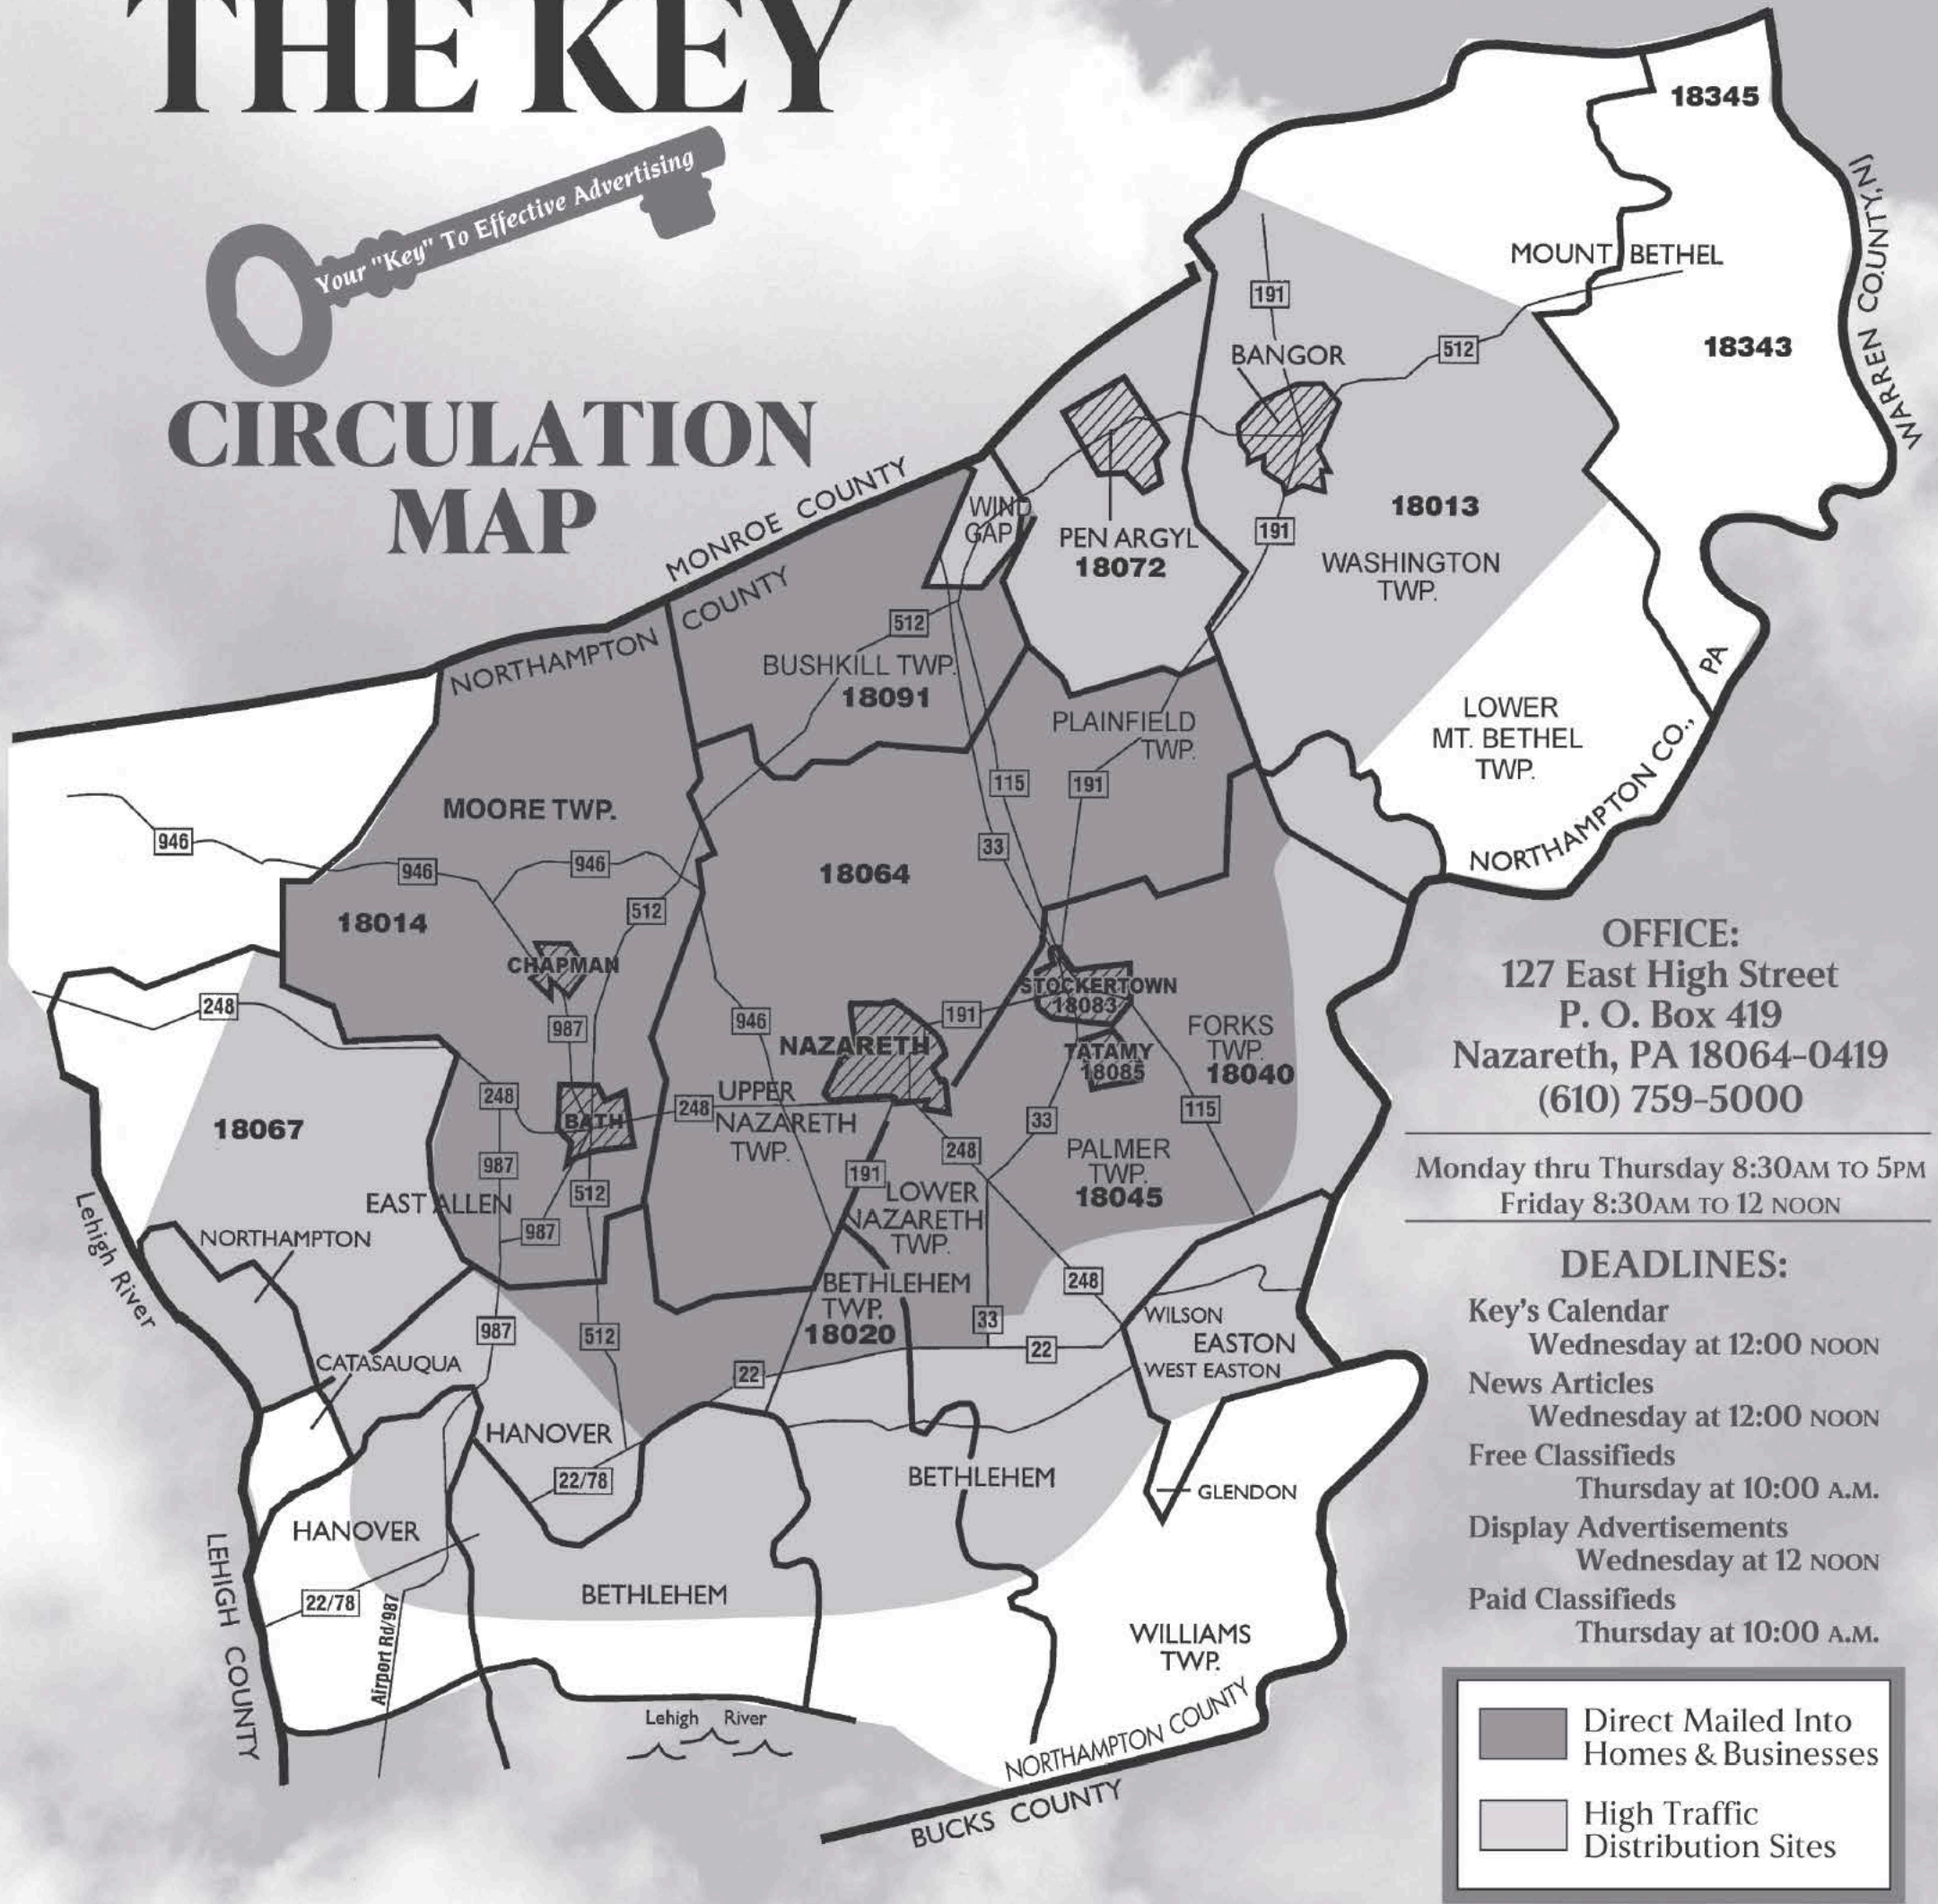 THE KEY
Your "Key" To Effective Advertising
CIRCULATION
MAP
18345
WARREN COUNTY, NJ
MOUNT BETHEL
191
512
18343
BANGOR
MONROE COUNTY
WIND
GAP
PEN ARGYL
18072
191
18013
WASHINGTON
TWP.
NORTHAMPTON COUNTY
512
BUSHKILL TWP.
18091
PLAINFIELD
TWP.
LOWER
MT. BETHEL
TWP.
NORTHAMPTON CO., PA
115
191
33
MOORE TWP.
946
946
946
18064
18014
512
CHAPMAN
248
987
946
191
NAZARETH
STOCKERTOWN
18083
TATAMY
18085
FORKS
TWP.
18040
18067
248
BATH
248
UPPER
NAZARETH
TWP.
33
115
248
987
191
PALMER
TWP.
18045
EAST ALLEN
512
987
LOWER
NAZARETH
TWP.
Lehigh River
NORTHAMPTON
BETHLEHEM
TWP.
18020
248
987
512
33
22
22
WILSON
EASTON
WEST EASTON
CATASAUQUA
HANOVER
22/78
BETHLEHEM
GLENDON
HANOVER
LEHIGH COUNTY
22/78
Airport Rd/987
BETHLEHEM
WILLIAMS
TWP.
Lehigh River
NORTHAMPTON COUNTY
BUCKS COUNTY
OFFICE:
127 East High Street
P. O. Box 419
Nazareth, PA 18064-0419
(610) 759-5000
Monday thru Thursday 8:30AM TO 5PM
Friday 8:30AM TO 12 NOON
DEADLINES:
Key's Calendar
Wednesday at 12:00 NOON
News Articles
Wednesday at 12:00 NOON
Free Classifieds
Thursday at 10:00 A.M.
Display Advertisements
Wednesday at 12 NOON
Paid Classifieds
Thursday at 10:00 A.M.
Direct Mailed Into
Homes & Businesses
High Traffic
Distribution Sites